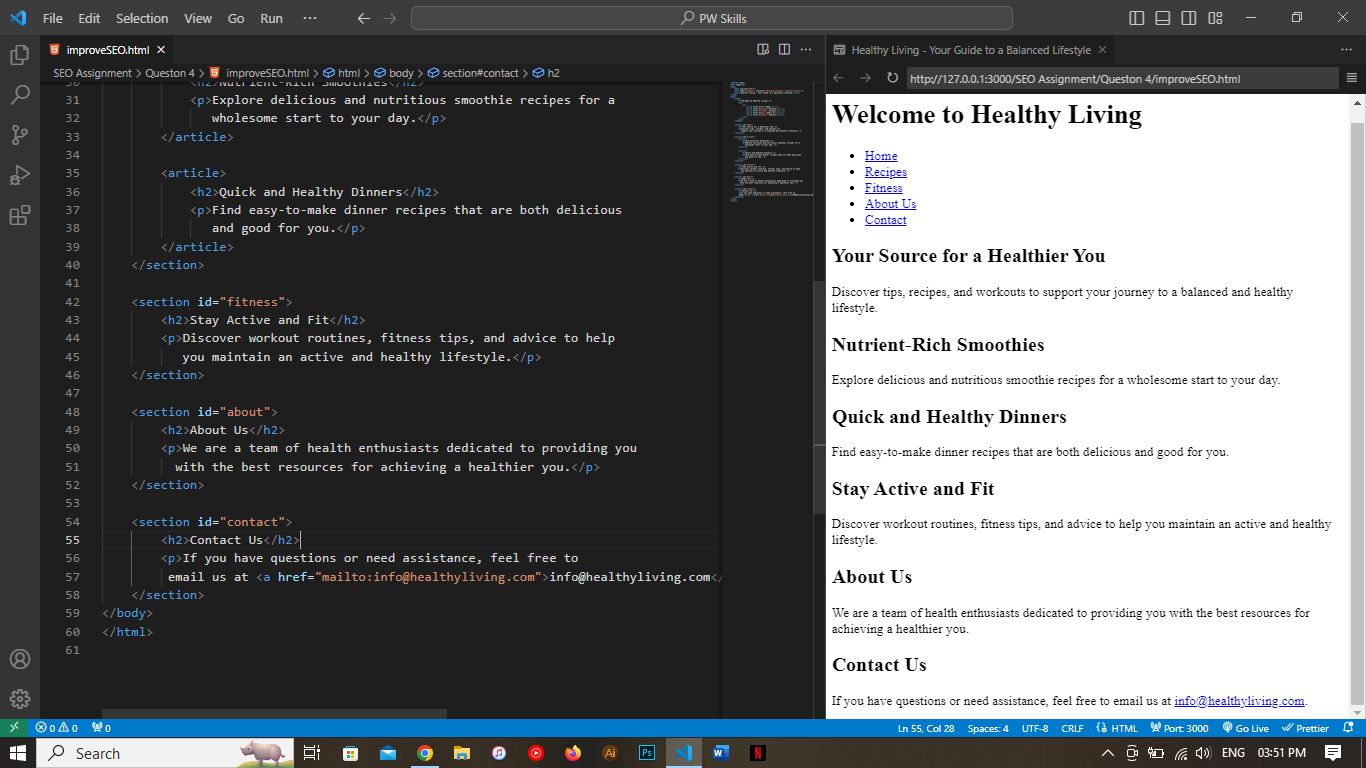 File Edit Selection View Go Run ··· PW Skills
improveSEO.html
Healthy Living - Your Guide to a Balanced Lifestyle
SEO Assignment > Queston 4 > improveSEO.html > html > body > section#contact > h2
http://127.0.0.1:3000/SEO Assignment/Queston 4/improveSEO.html
30 <h2>Nutrient-Rich Smoothies</h2>
31 <p>Explore delicious and nutritious smoothie recipes for a
32 wholesome start to your day.</p>
33 </article>
34
35 <article>
36 <h2>Quick and Healthy Dinners</h2>
37 <p>Find easy-to-make dinner recipes that are both delicious
38 and good for you.</p>
39 </article>
40 </section>
41
42 <section id="fitness">
43 <h2>Stay Active and Fit</h2>
44 <p>Discover workout routines, fitness tips, and advice to help
45 you maintain an active and healthy lifestyle.</p>
46 </section>
47
48 <section id="about">
49 <h2>About Us</h2>
50 <p>We are a team of health enthusiasts dedicated to providing you
51 with the best resources for achieving a healthier you.</p>
52 </section>
53
54 <section id="contact">
55 <h2>Contact Us</h2>
56 <p>If you have questions or need assistance, feel free to
57 email us at <a href="mailto:info@healthyliving.com">info@healthyliving.com</
58 </section>
59 </body>
60 </html>
61
Welcome to Healthy Living
Home
Recipes
Fitness
About Us
Contact
Your Source for a Healthier You
Discover tips, recipes, and workouts to support your journey to a balanced and healthy
lifestyle.
Nutrient-Rich Smoothies
Explore delicious and nutritious smoothie recipes for a wholesome start to your day.
Quick and Healthy Dinners
Find easy-to-make dinner recipes that are both delicious and good for you.
Stay Active and Fit
Discover workout routines, fitness tips, and advice to help you maintain an active and healthy
lifestyle.
About Us
We are a team of health enthusiasts dedicated to providing you with the best resources for
achieving a healthier you.
Contact Us
If you have questions or need assistance, feel free to email us at info@healthyliving.com.
0 0 0 Ln 55, Col 28 Spaces: 4 UTF-8 CRLF HTML Port: 3000 Go Live Prettier
Search Ai Ps W N ENG 03:51 PM